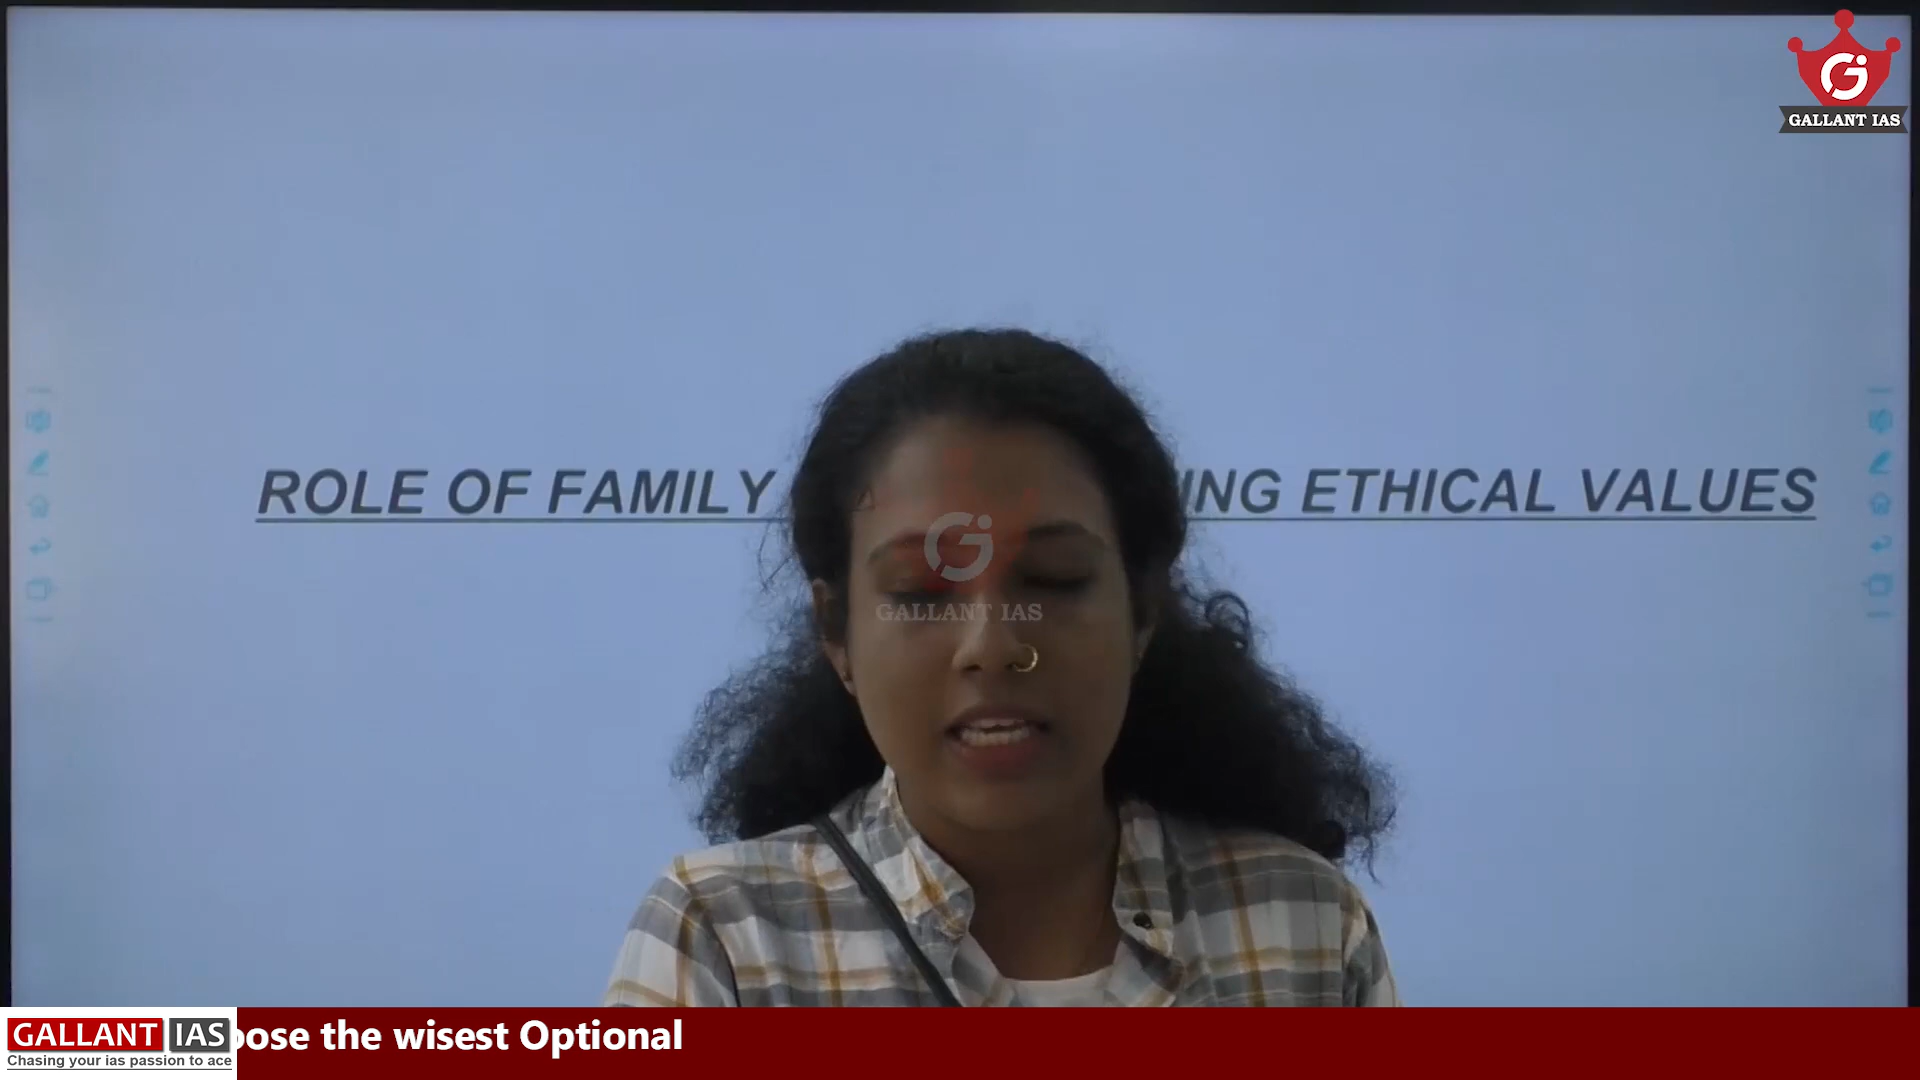 GALLANT IAS
ROLE OF FAMILY ING ETHICAL VALUES
GALLANT IAS
GALLANT IAS
Chasing your ias passion to ace
oose the wisest Optional